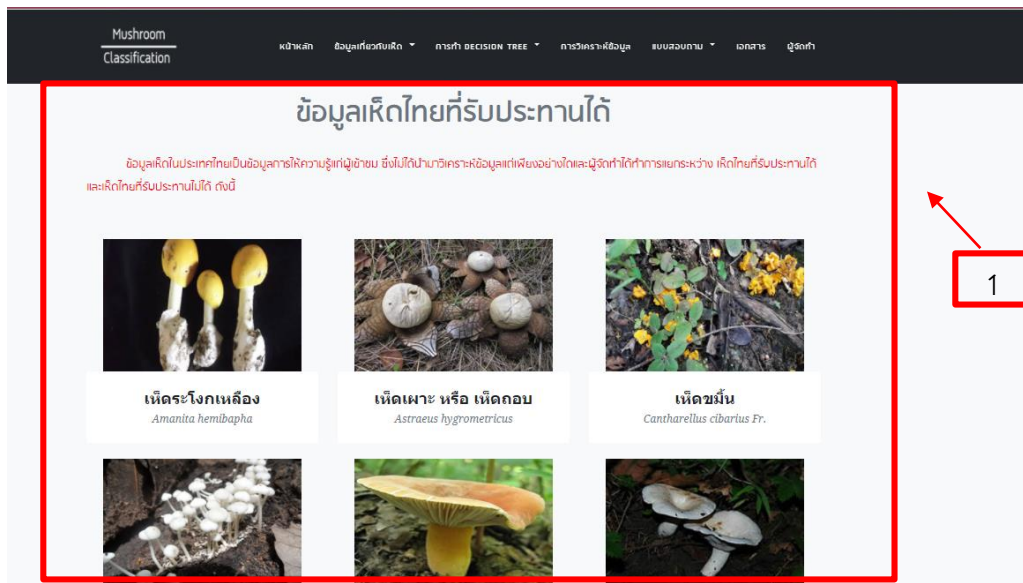 Mushroom
Classification
หน้าหลัก ข้อมูลเกี่ยวกับเห็ด การทำ DECISION TREE การวิเคราะห์ข้อมูล แบบสอบถาม เอกสาร ผู้จัดทำ
ข้อมูลเห็ดไทยที่รับประทานได้
ข้อมูลเห็ดในประเทศไทยเป็นข้อมูลการให้ความรู้แก่ผู้เข้าชม ซึ่งไม่ได้นำมาวิเคราะห์ข้อมูลแต่เพียงอย่างใดและผู้จัดทำได้ทำการแยกระหว่าง เห็ดไทยที่รับประทานได้
และเห็ดไทยที่รับประทานไม่ได้ ดังนี้
1
เห็ดระโงกเหลือง เห็ดเผาะ หรือ เห็ดถอบ เห็ดขมิ้น
Amanita hemibapha Astraeus hygrometricus Cantharellus cibarius Fr.